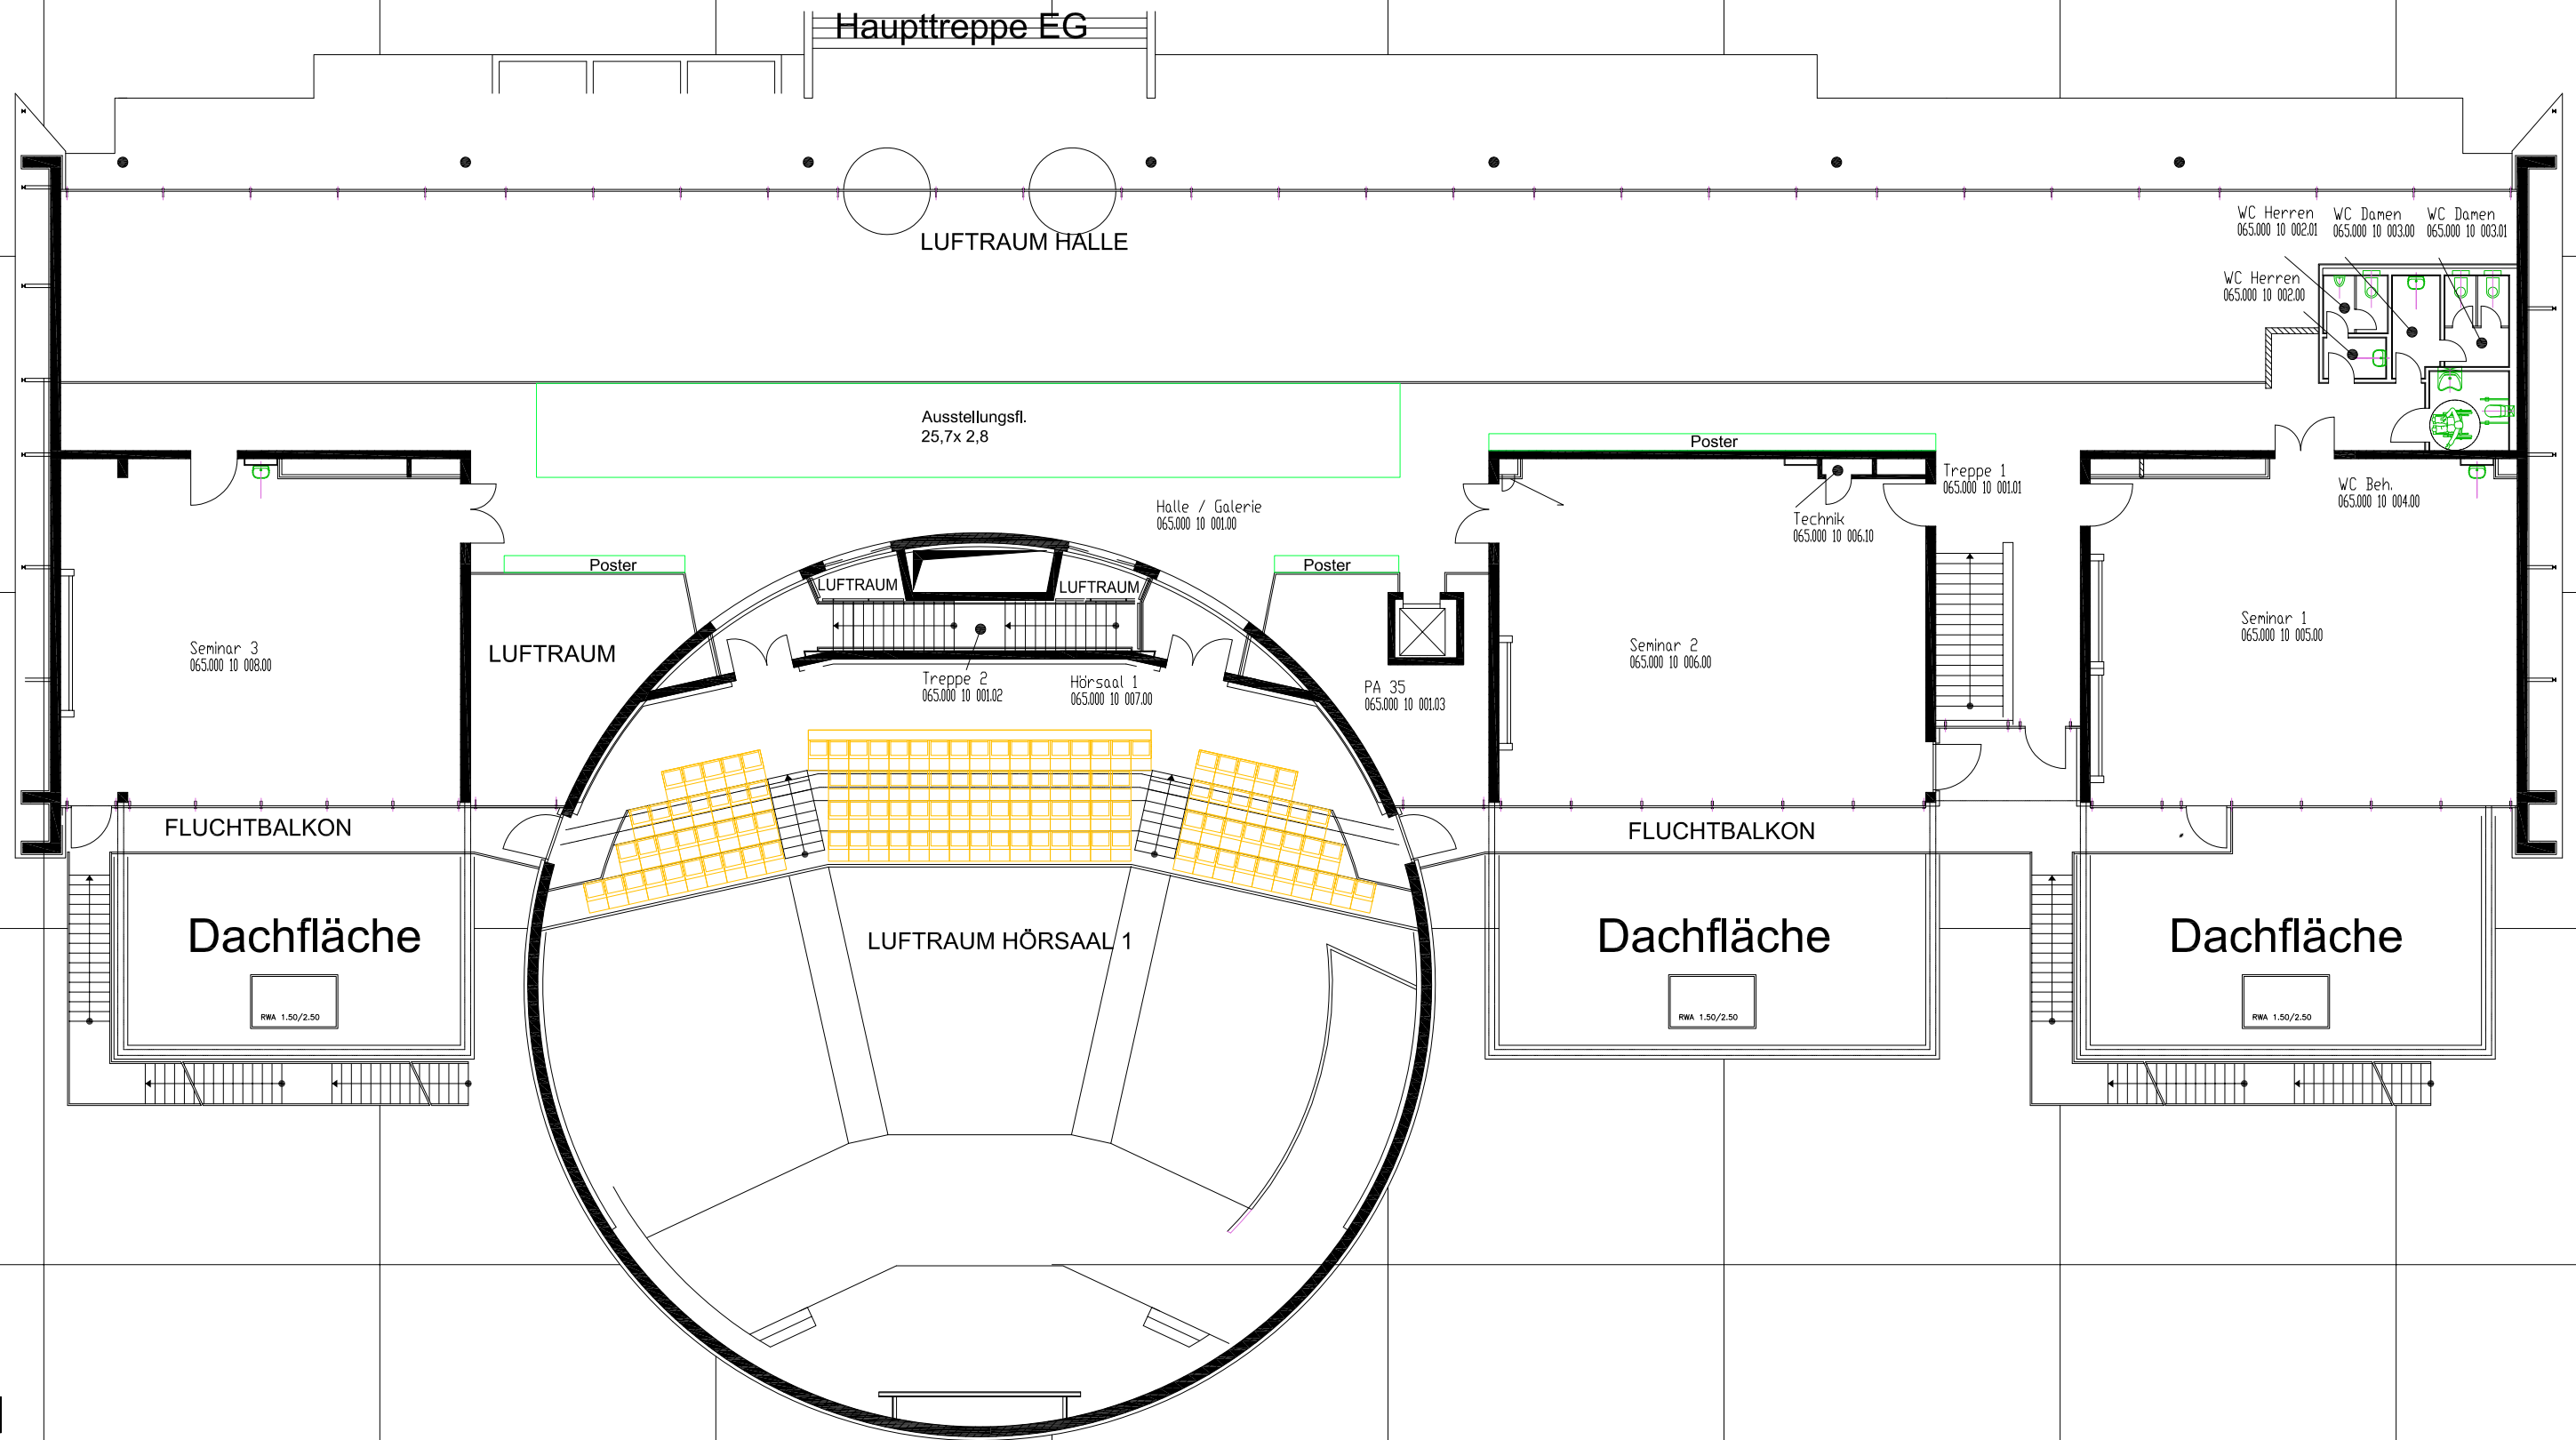 Haupttreppe EG
WC Herren
065.000 10 002.01
WC Damen
065.000 10 003.00
WC Damen
065.000 10 003.01
LUFTRAUM HALLE
WC Herren
065.000 10 002.00
Ausstellungsfl.
25,7x 2,8
Poster
Treppe 1
065.000 10 001.01
WC Beh.
065.000 10 004.00
Halle / Galerie
065.000 10 001.00
Technik
065.000 10 006.10
Poster
Poster
LUFTRAUM
LUFTRAUM
Seminar 3
065.000 10 008.00
LUFTRAUM
Seminar 2
065.000 10 006.00
Seminar 1
065.000 10 005.00
Treppe 2
065.000 10 001.02
Hörsaal 1
065.000 10 007.00
PA 35
065.000 10 001.03
FLUCHTBALKON
FLUCHTBALKON
Dachfläche
LUFTRAUM HÖRSAAL 1
Dachfläche
Dachfläche
RWA 1.50/2.50
RWA 1.50/2.50
RWA 1.50/2.50